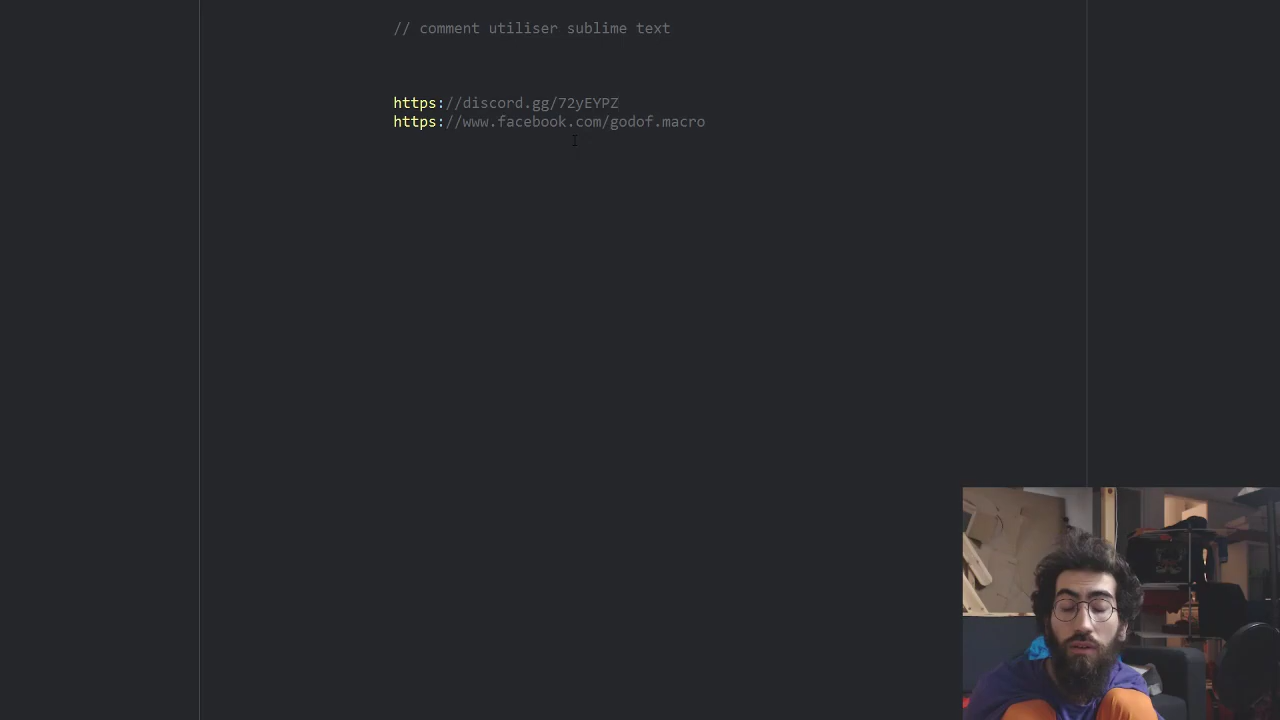 // comment utiliser sublime text
https://discord.gg/72yEYPZ
https://www.facebook.com/godof.macro